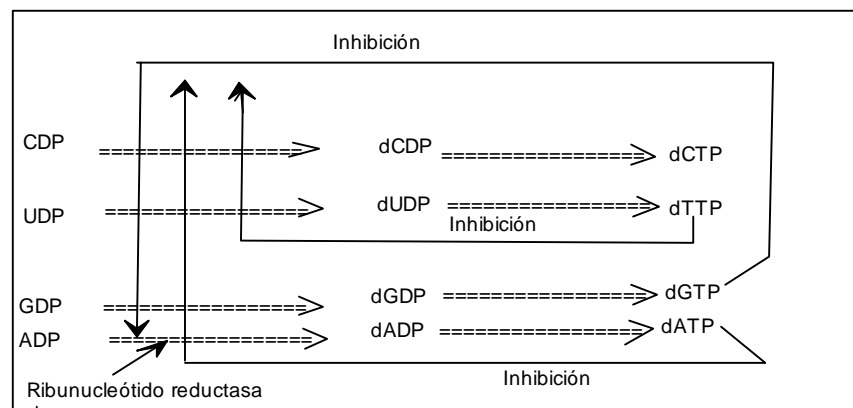 Inhibición
CDP dCDP dCTP
UDP dUDP dTTP
Inhibición
GDP dGDP dGTP
ADP dADP dATP
Inhibición
Ribunucleótido reductasa